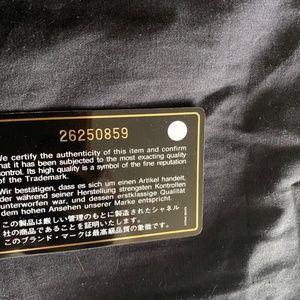 26250859
We certify the authenticity of this item and confirm
that it has been subjected to the most exacting quality
control. Its high quality is a symbol of the fine reputation
of the Trademark.
Wir bestätigen, dass es sich um einen Artikel handelt,
der während seiner Herstellung strengsten Kontrollen
unterworfen war, und dessen erstklassige Qualität
dem hohen Ansehen unserer Marke entspricht.
この製品は厳しい管理のもとに製造されたシャネル
社の商品であることを証明いたします。
このブランド・マークは最高級品の象徴です。